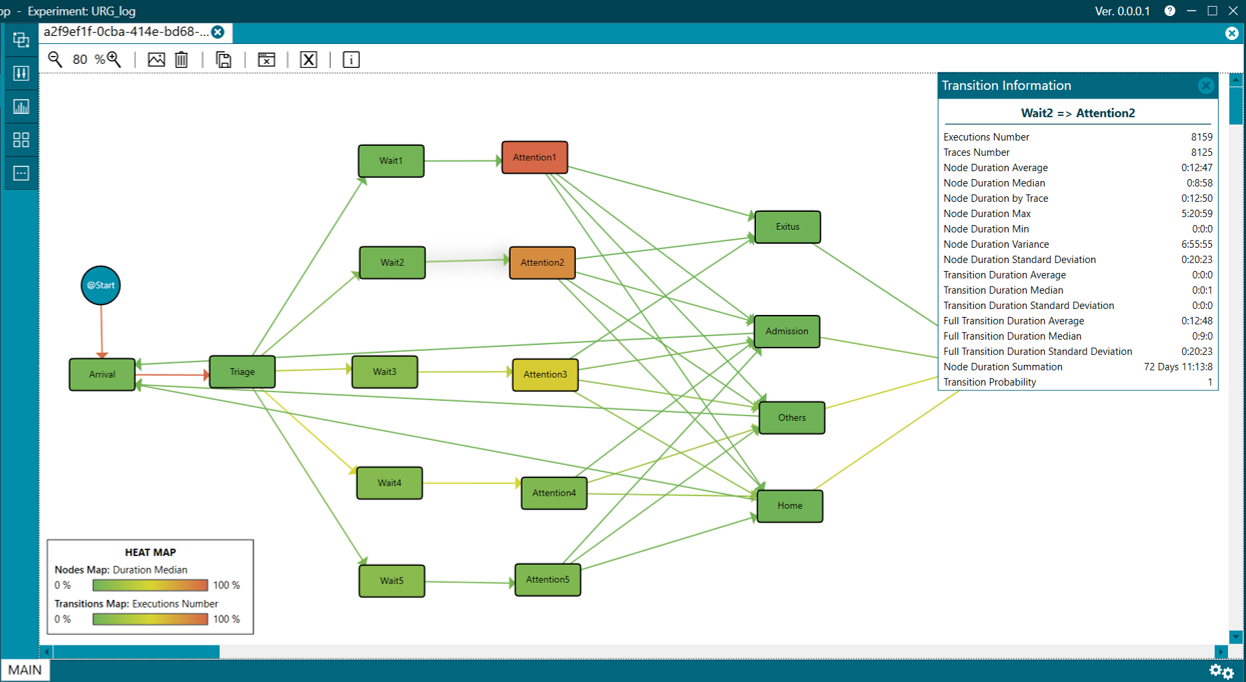 pp - Experiment: URG_log
Ver. 0.0.0.1
a2f9ef1f-0cba-414e-bd68-...
80 %
Transition Information
Wait2 => Attention2
Executions Number 8159
Traces Number 8125
Node Duration Average 0:12:47
Node Duration Median 0:8:58
Node Duration by Trace 0:12:50
Node Duration Max 5:20:59
Node Duration Min 0:0:0
Node Duration Variance 6:55:55
Node Duration Standard Deviation 0:20:23
Transition Duration Average 0:0:0
Transition Duration Median 0:0:1
Transition Duration Standard Deviation 0:0:0
Full Transition Duration Average 0:12:48
Full Transition Duration Median 0:9:0
Full Transition Duration Standard Deviation 0:20:23
Node Duration Summation 72 Days 11:13:8
Transition Probability 1
Wait1
Attention1
Exitus
Wait2
Attention2
@Start
Admission
Arrival
Triage
Wait3
Attention3
Others
Wait4
Attention4
Home
Wait5
Attention5
HEAT MAP
Nodes Map: Duration Median
0 % 100 %
Transitions Map: Executions Number
0 % 100 %
MAIN